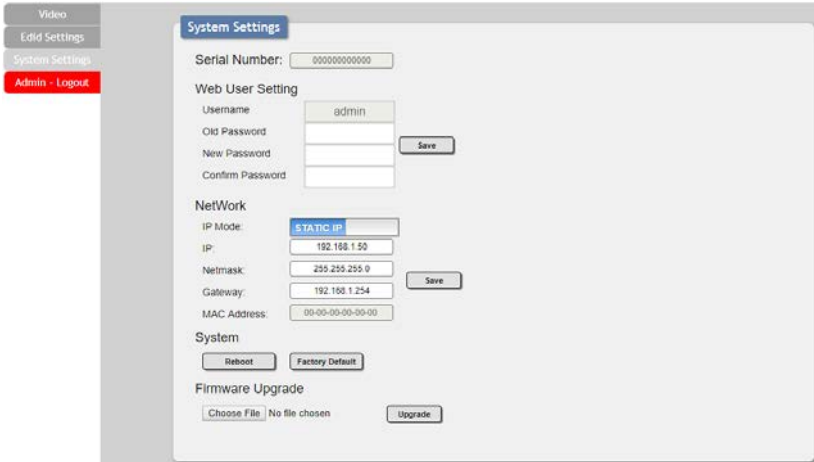 Video
Edid Settings
System Settings
Admin - Logout
System Settings
Serial Number: 000000000000
Web User Setting
Username admin
Old Password
New Password
Save
Confirm Password
NetWork
IP Mode: STATIC IP
IP: 192.168.1.50
Netmask: 255.255.255.0
Save
Gateway: 192.168.1.254
MAC Address: 00-00-00-00-00-00
System
Reboot Factory Default
Firmware Upgrade
Choose File No file chosen Upgrade